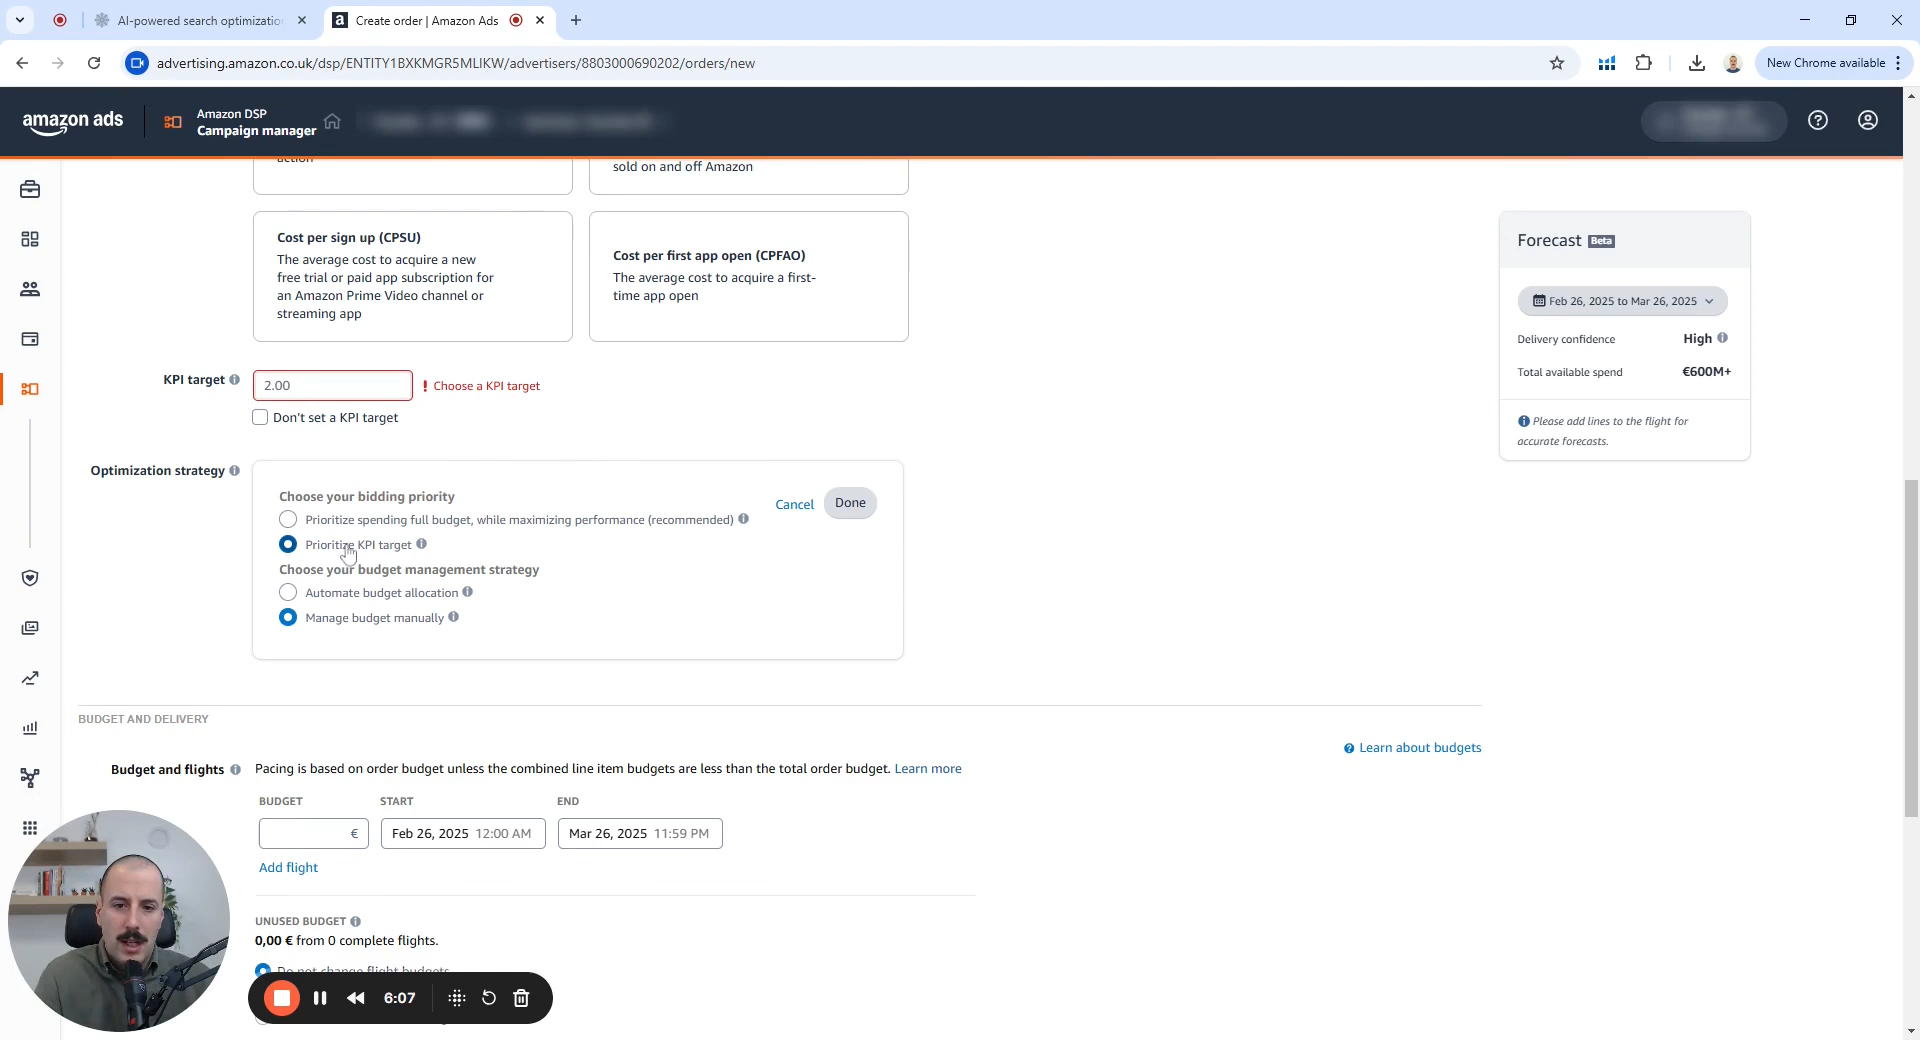 AI-powered search optimizatio
Create order | Amazon Ads
advertising.amazon.co.uk/dsp/ENTITY1BXKMGR5MLIKW/advertisers/8803000690202/orders/new
New Chrome available
amazon ads
Amazon DSP
Campaign manager
action
sold on and off Amazon
Cost per sign up (CPSU)
The average cost to acquire a new
free trial or paid app subscription for
an Amazon Prime Video channel or
streaming app
Cost per first app open (CPFAO)
The average cost to acquire a first-
time app open
Forecast Beta
Feb 26, 2025 to Mar 26, 2025
Delivery confidence High
Total available spend €600M+
Please add lines to the flight for
accurate forecasts.
KPI target
2.00
! Choose a KPI target
Don't set a KPI target
Optimization strategy
Choose your bidding priority
Cancel
Done
Prioritize spending full budget, while maximizing performance (recommended)
Prioritize KPI target
Choose your budget management strategy
Automate budget allocation
Manage budget manually
BUDGET AND DELIVERY
Learn about budgets
Budget and flights
Pacing is based on order budget unless the combined line item budgets are less than the total order budget. Learn more
BUDGET START END
€
Feb 26, 2025 12:00 AM
Mar 26, 2025 11:59 PM
Add flight
UNUSED BUDGET
0,00 € from 0 complete flights.
Do not change flight budgets
6:07